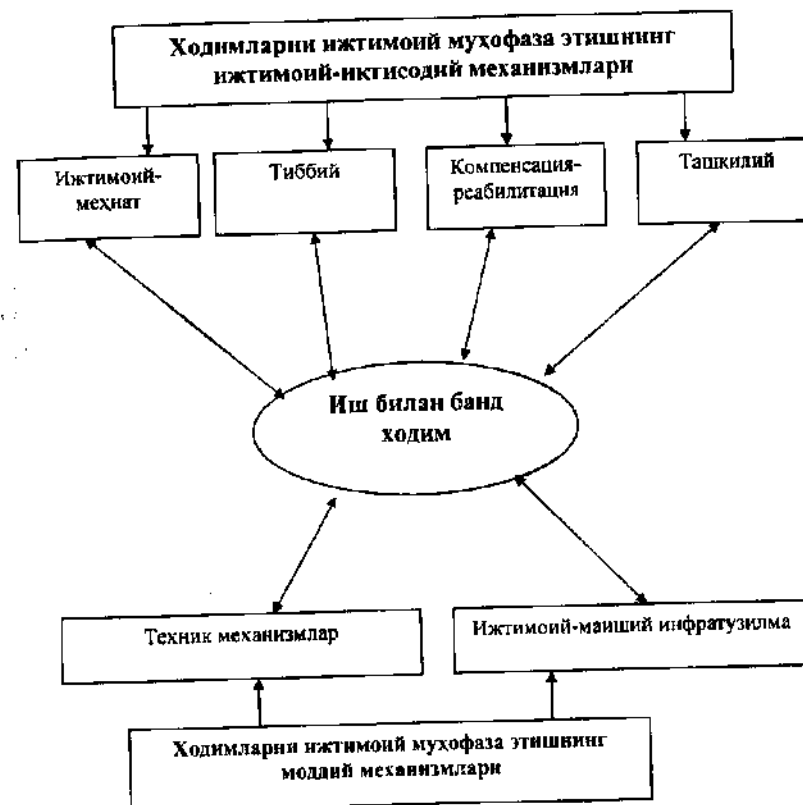 Ходимларни ижтимоий муҳофаза этишнинг
ижтимоий-иктисодий механизмлари
Ижтимоий-
меҳнат
Тиббий
Компенсация-
реабилитация
Ташкилий
Иш билан банд
ходим
Техник механизмлар
Ижтимоий-маиший инфратузилма
Ходимларни ижтимоий муҳофаза этишнинг
моддий механизмлари